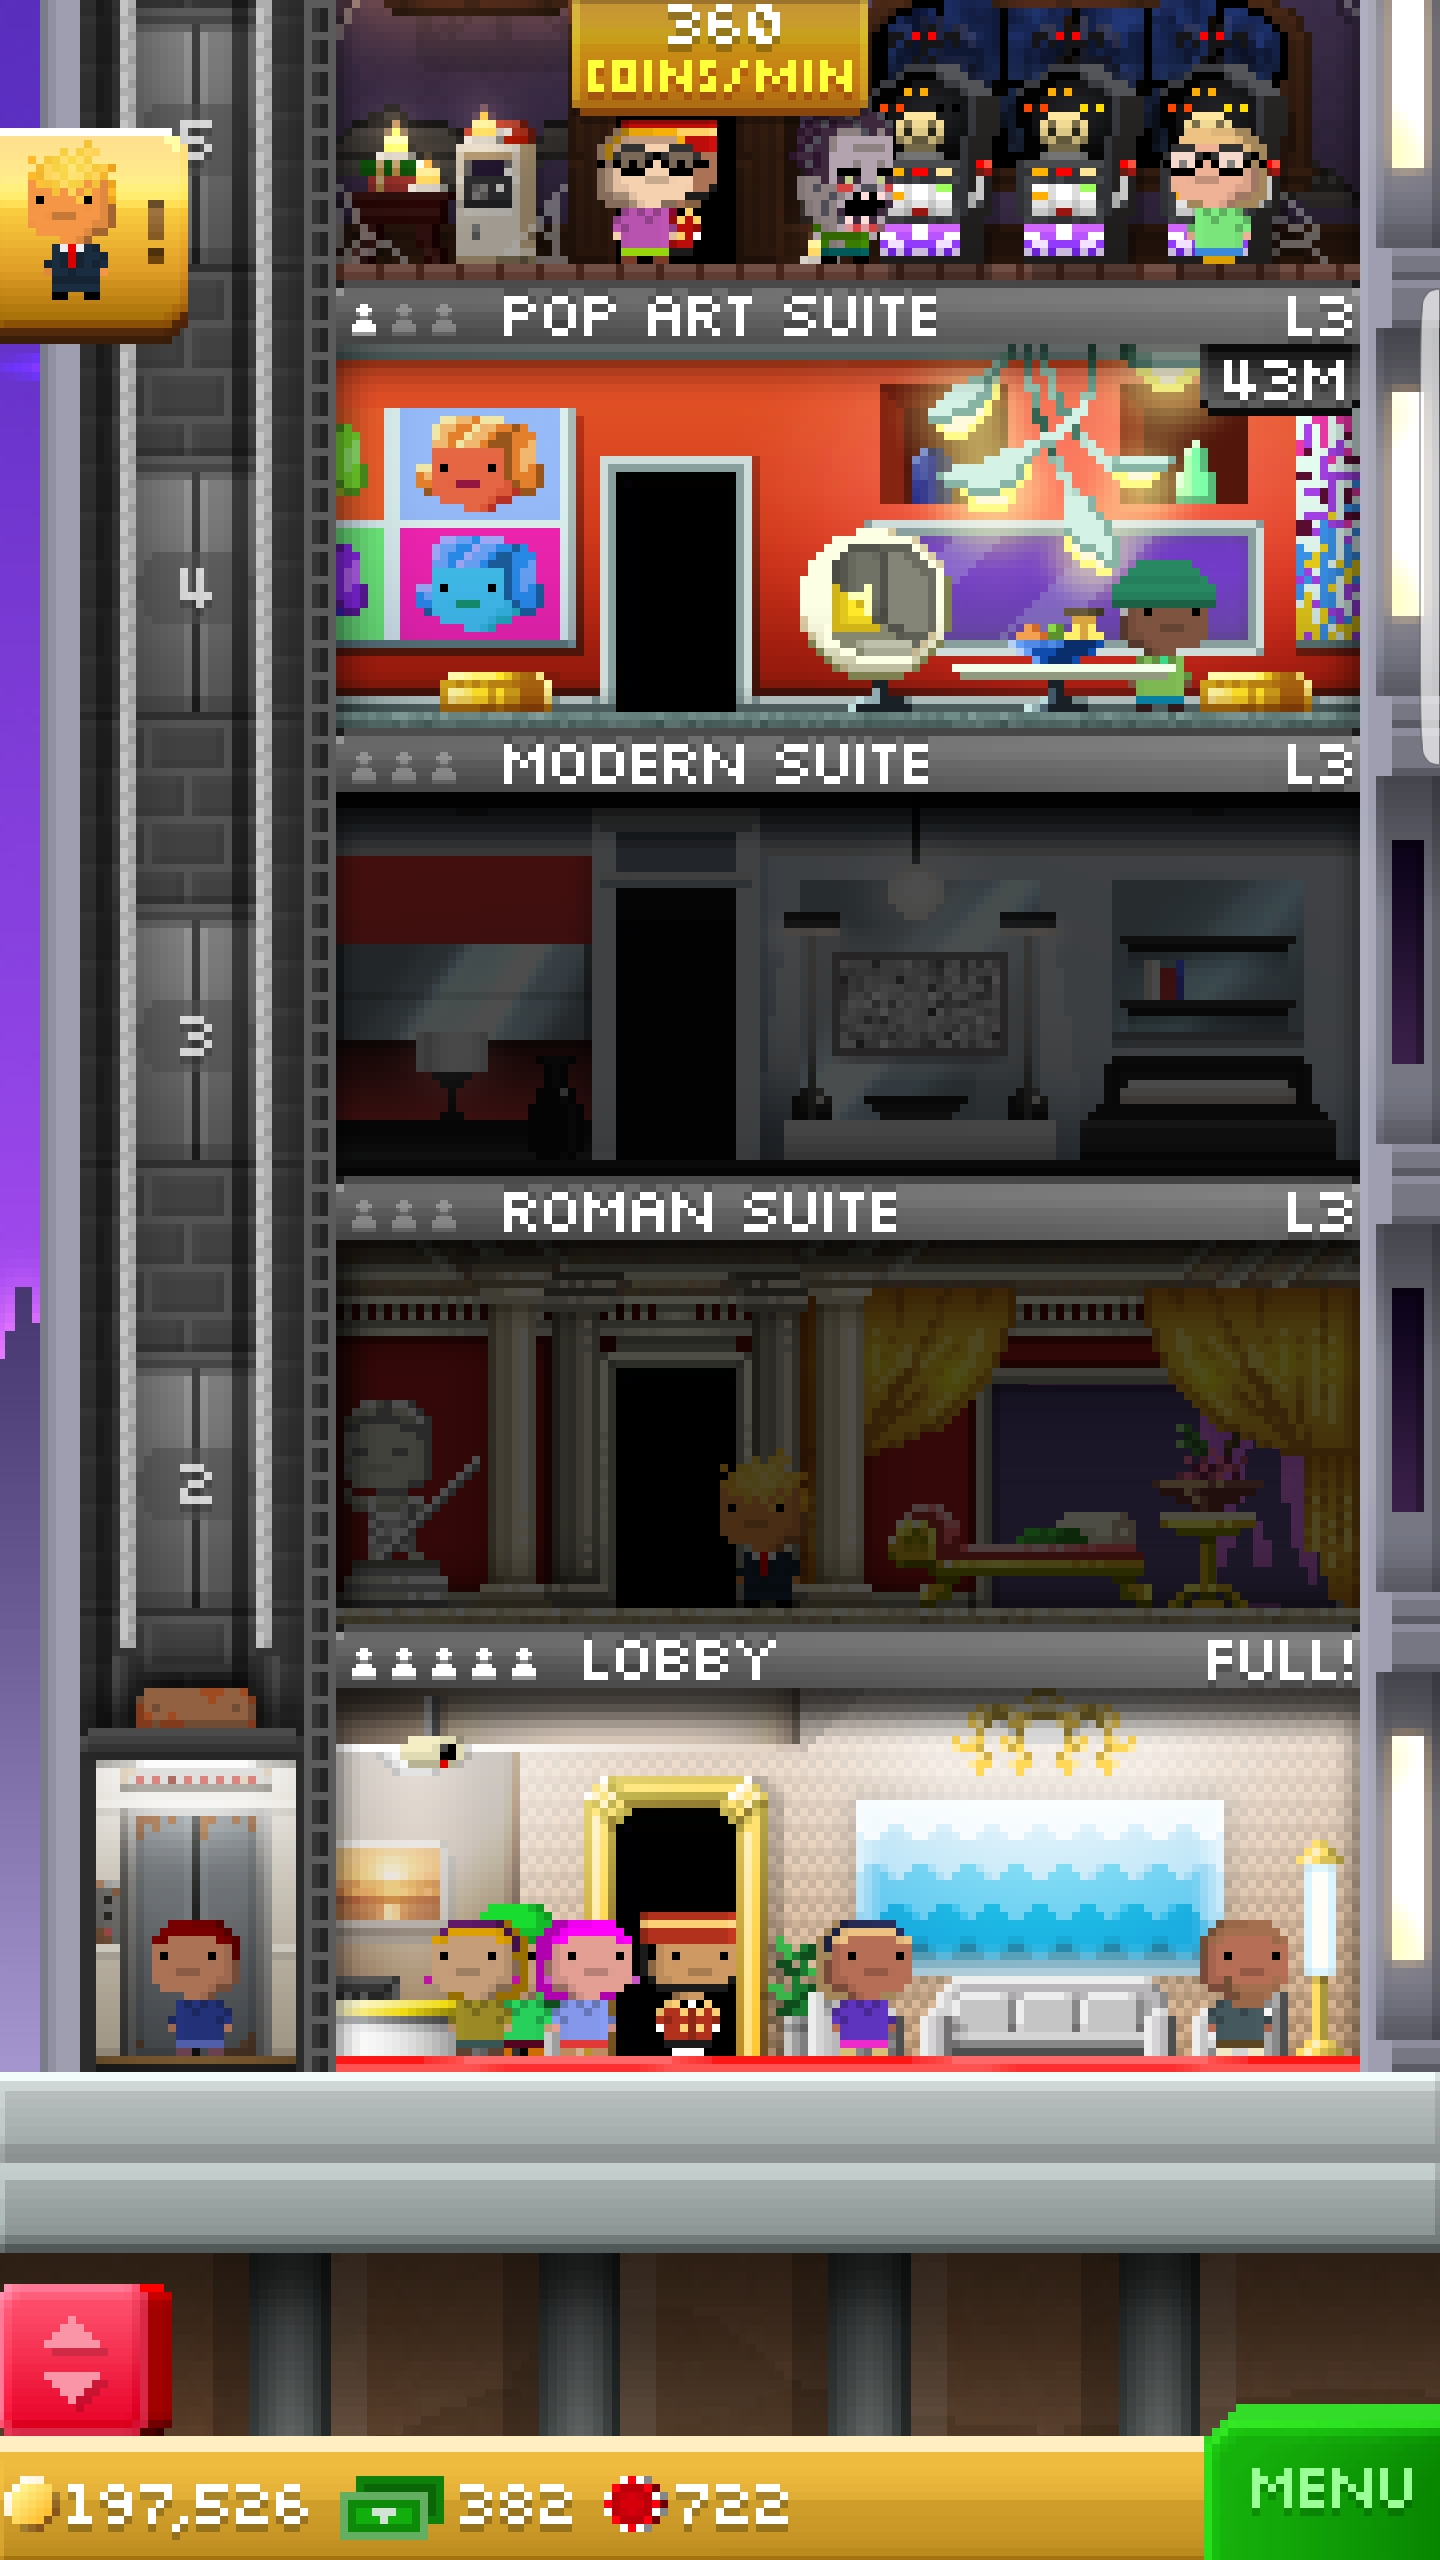 360
COINS/MIN
5
POP ART SUITE L3
43M
4
MODERN SUITE L3
3
ROMAN SUITE L3
2
LOBBY FULL!
197,526 382 722
MENU